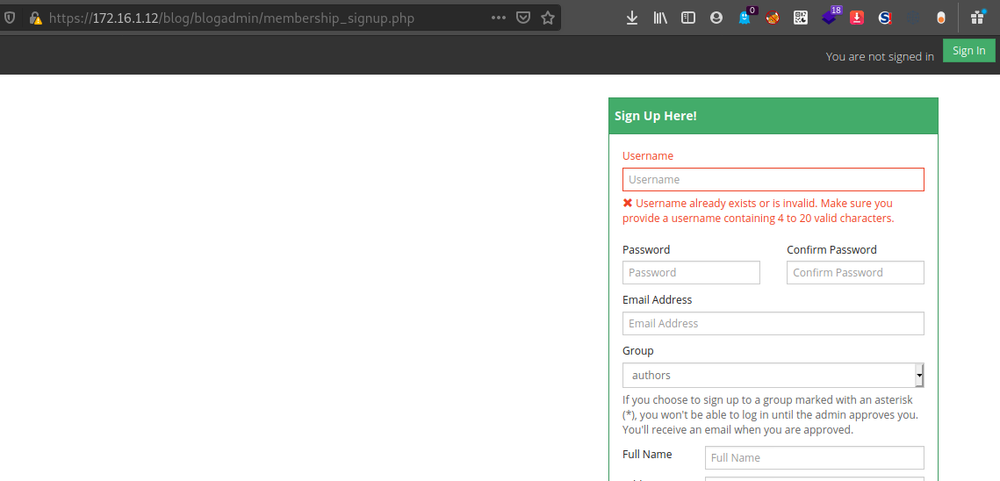 https://172.16.1.12/blog/blogadmin/membership_signup.php
0
18
You are not signed in
Sign In
Sign Up Here!
Username
Username
Username already exists or is invalid. Make sure you
provide a username containing 4 to 20 valid characters.
Password Confirm Password
Password Confirm Password
Email Address
Email Address
Group
authors
If you choose to sign up to a group marked with an asterisk
(*), you won't be able to log in until the admin approves you.
You'll receive an email when you are approved.
Full Name Full Name